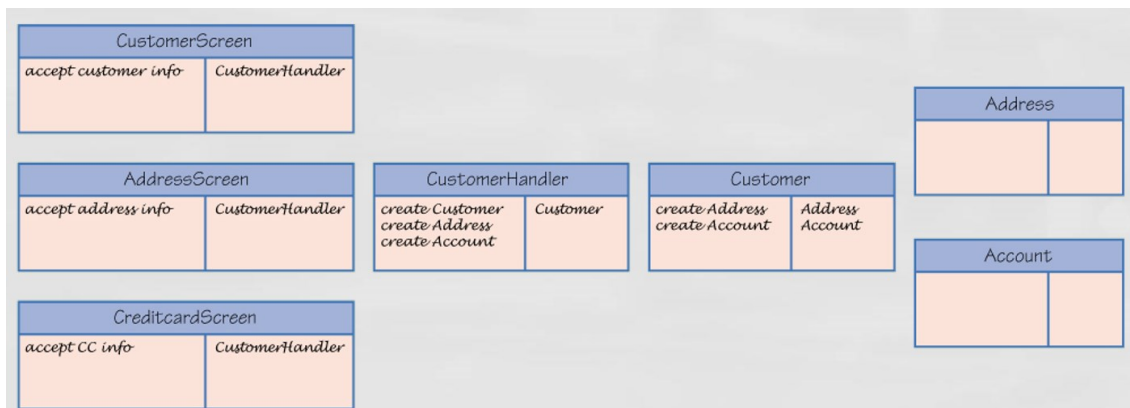 CustomerScreen
accept customer info
CustomerHandler
AddressScreen
accept address info
CustomerHandler
CreditcardScreen
accept CC info
CustomerHandler
CustomerHandler
create Customer
create Address
create Account
Customer
Customer
create Address
create Account
Address
Account
Address
Account